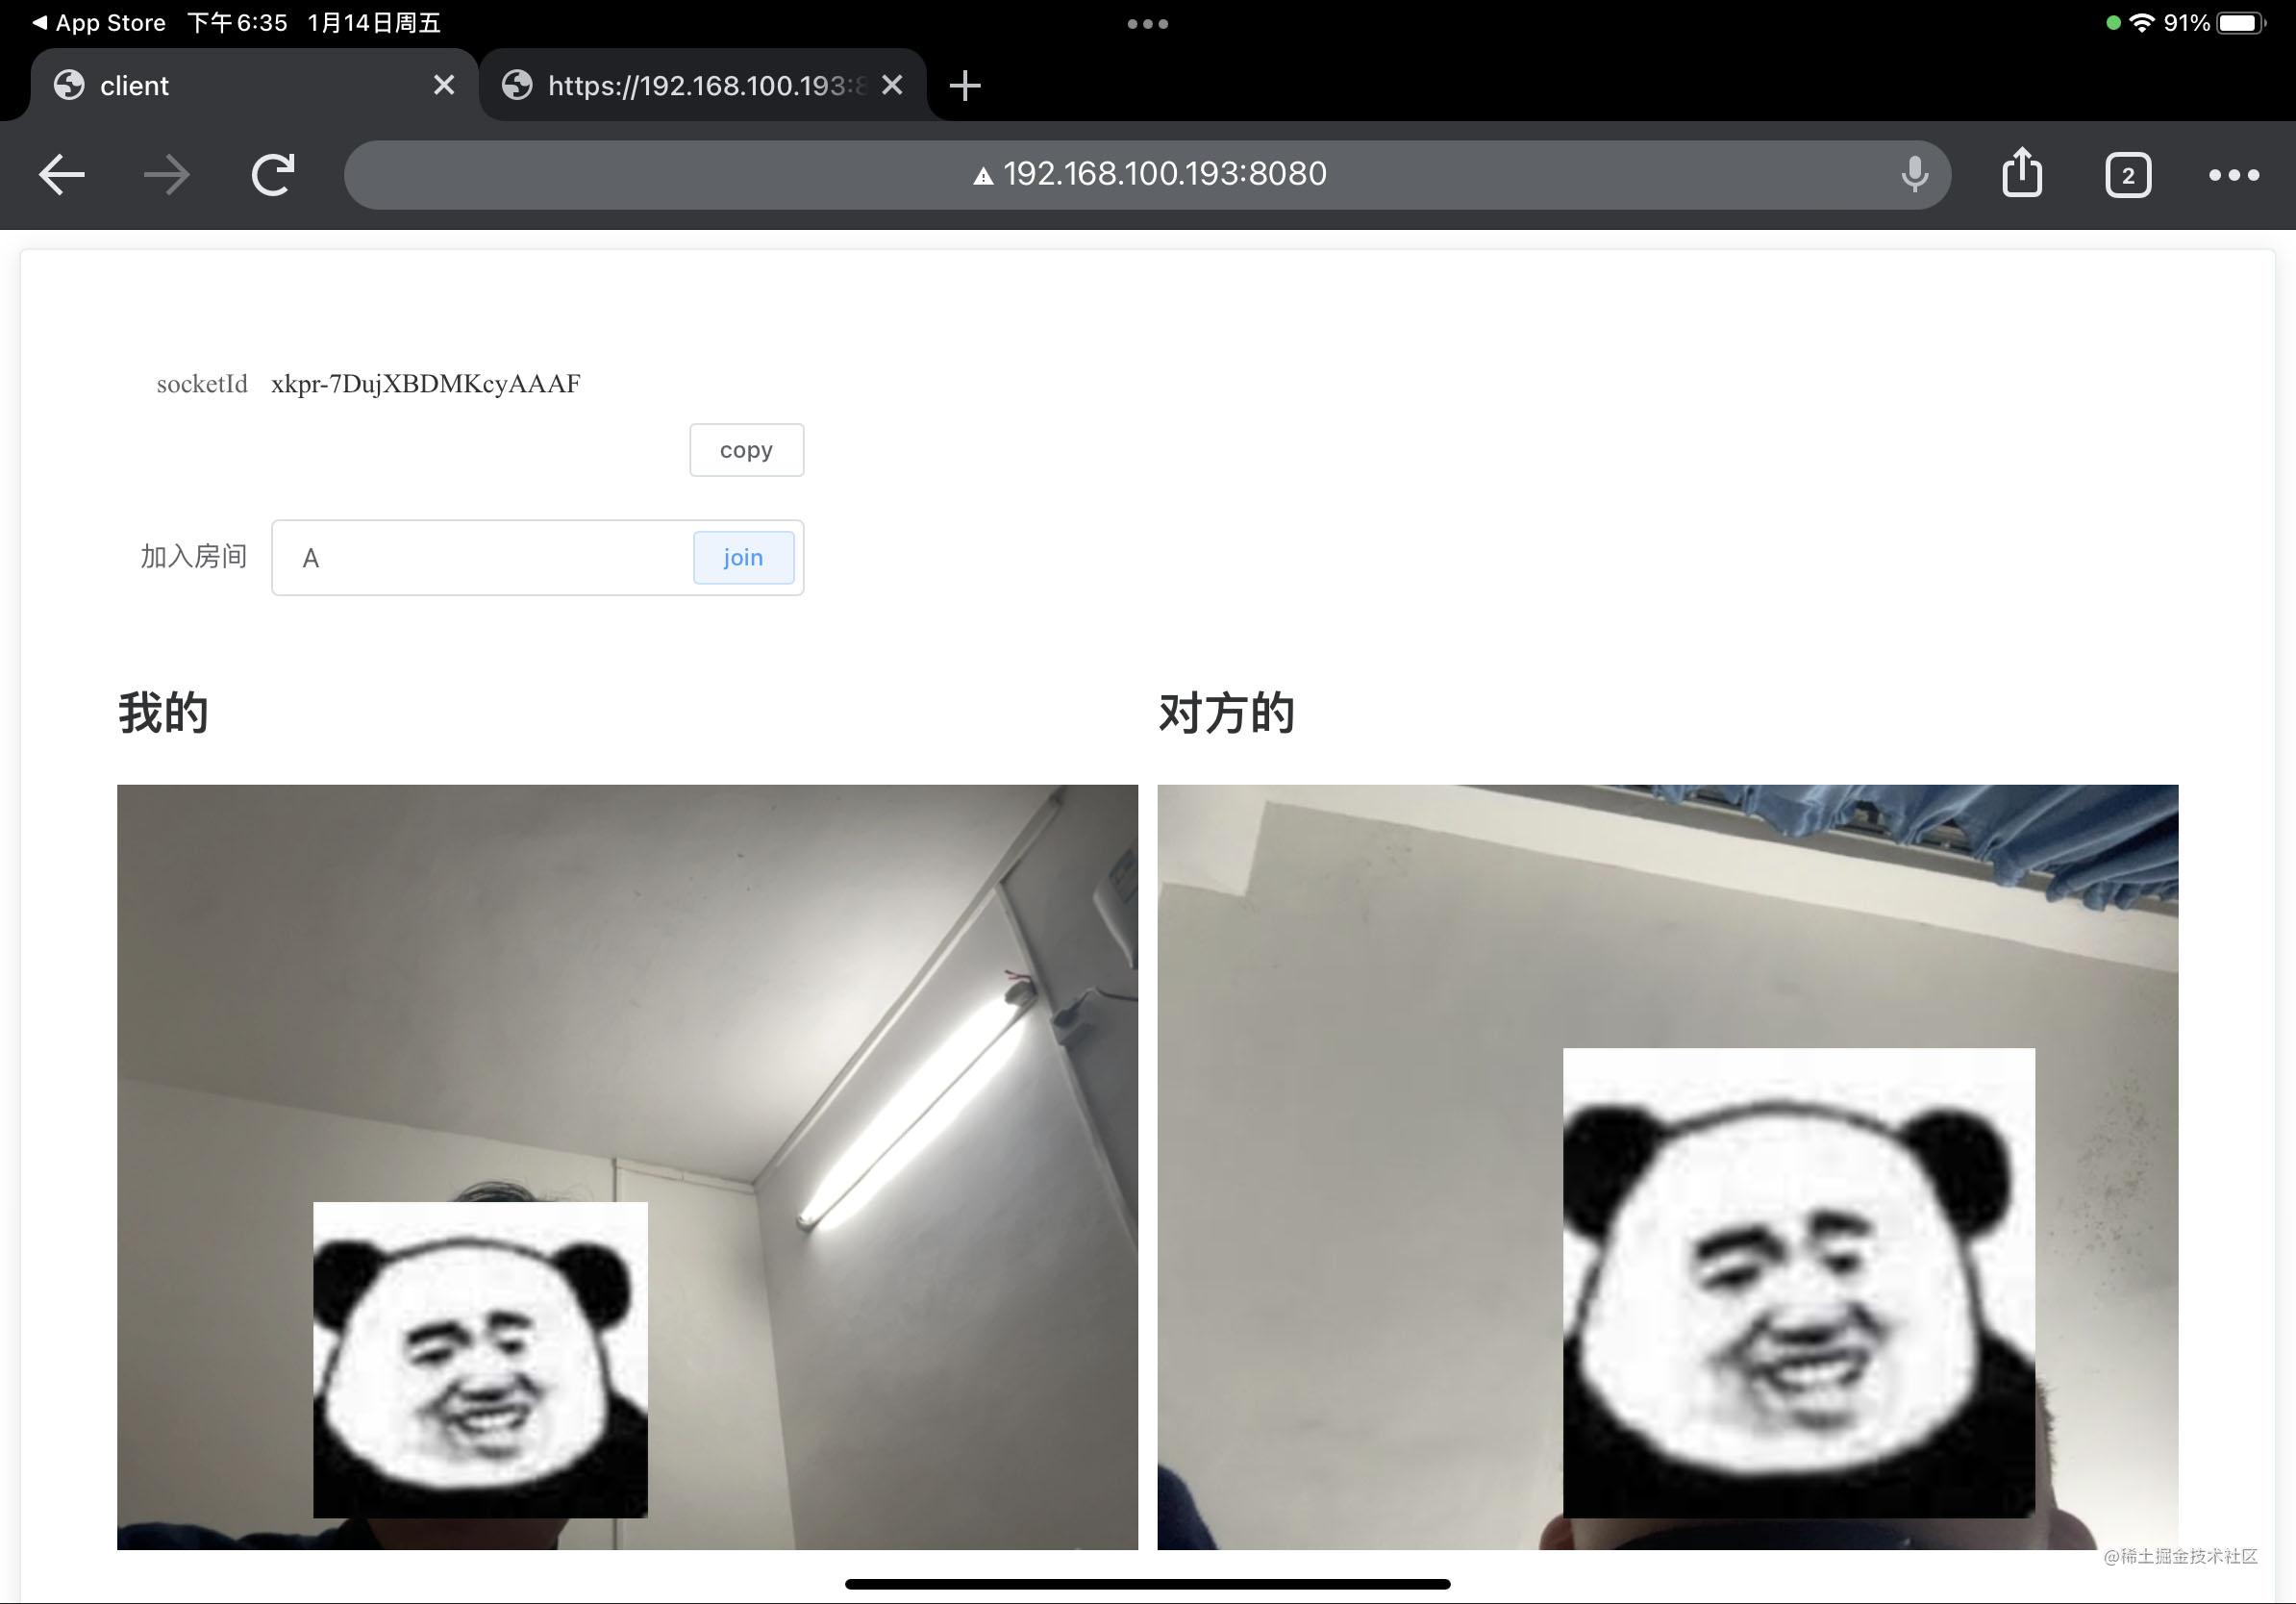 App Store 下午6:35 1月14日周五 91%
client https://192.168.100.193:8
192.168.100.193:8080 2
socketId xkpr-7DujXBDMKcyAAAF
copy
加入房间 A join
我的 对方的
@稀土掘金技术社区